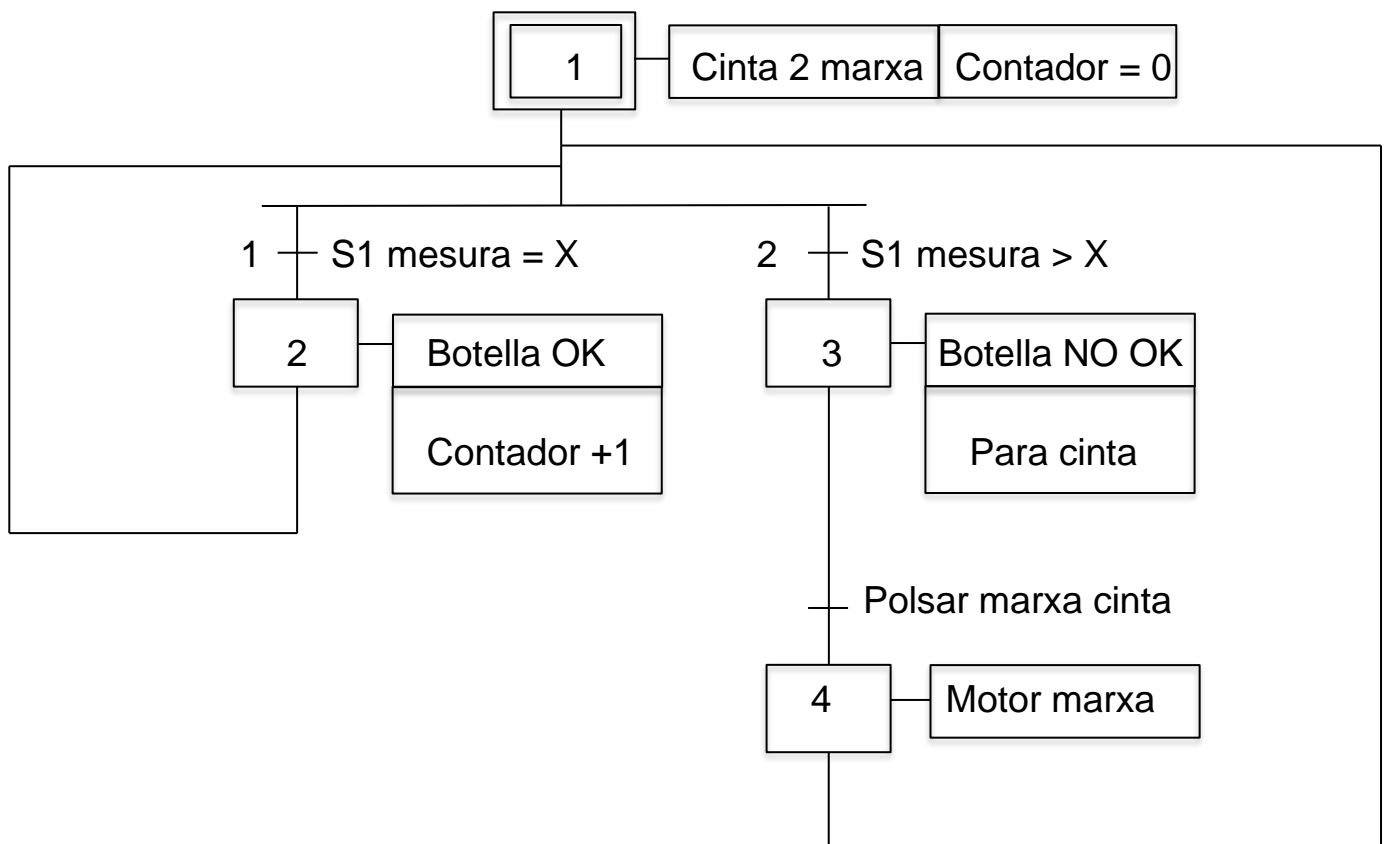 1
Cinta 2 marxa
Contador = 0
1
S1 mesura = X
2
S1 mesura > X
2
Botella OK
Contador +1
3
Botella NO OK
Para cinta
Polsar marxa cinta
4
Motor marxa